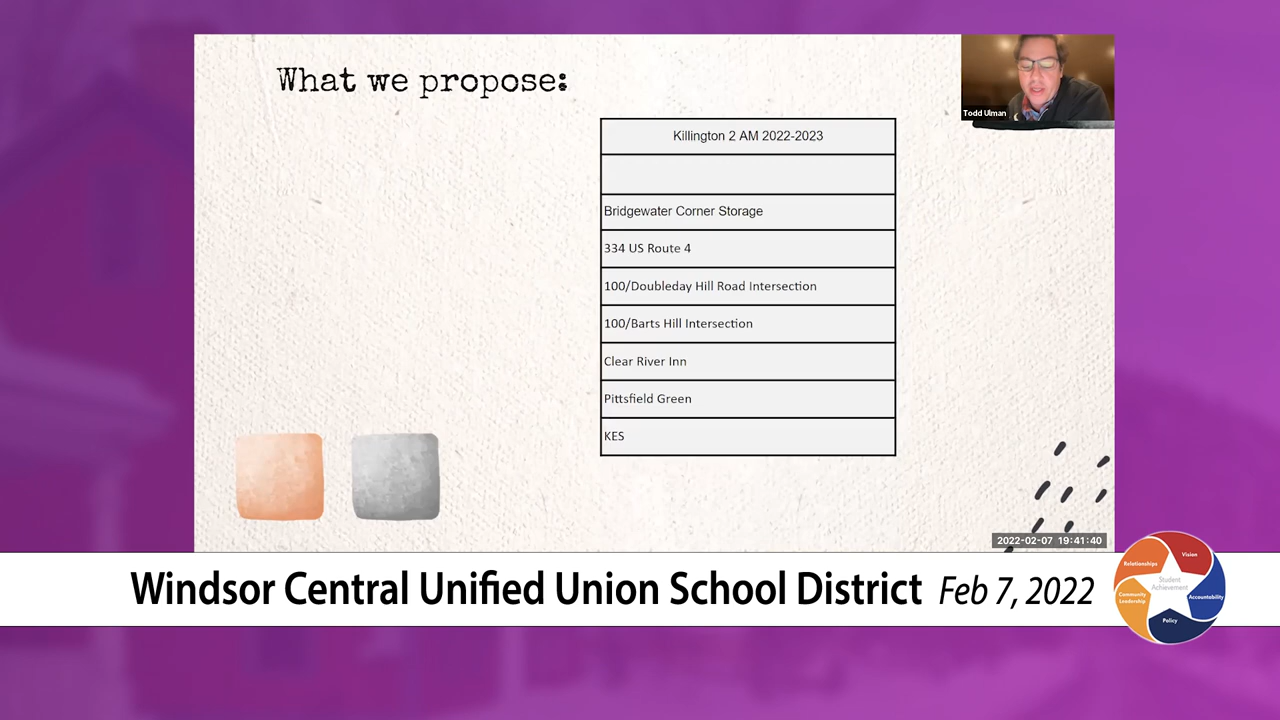 What we propose:
Todd Ulman
Killington 2 AM 2022-2023
Bridgewater Corner Storage
334 US Route 4
100/Doubleday Hill Road Intersection
100/Barts Hill Intersection
Clear River Inn
Pittsfield Green
KES
2022-02-07 19:41:40
Windsor Central Unified Union School District Feb 7, 2022
Vision
Relationships
Student
Achievement
Community
Leadership
Accountability
Policy